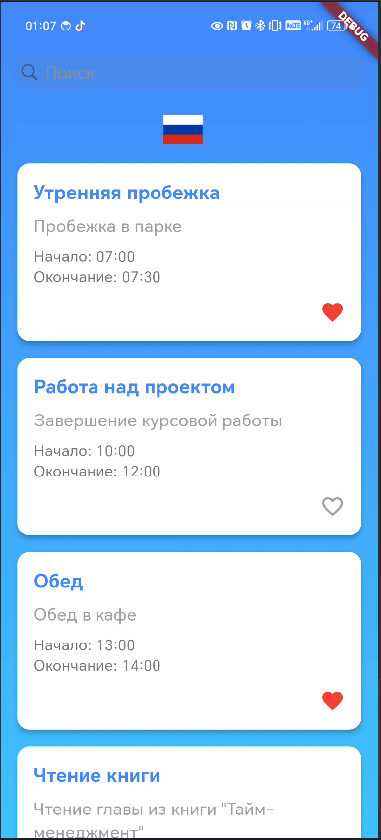 01:07
DEBUG
74
Поиск
Утренняя пробежка
Пробежка в парке
Начало: 07:00
Окончание: 07:30
Работа над проектом
Завершение курсовой работы
Начало: 10:00
Окончание: 12:00
Обед
Обед в кафе
Начало: 13:00
Окончание: 14:00
Чтение книги
Чтение главы из книги "Тайм-
менеджмент"